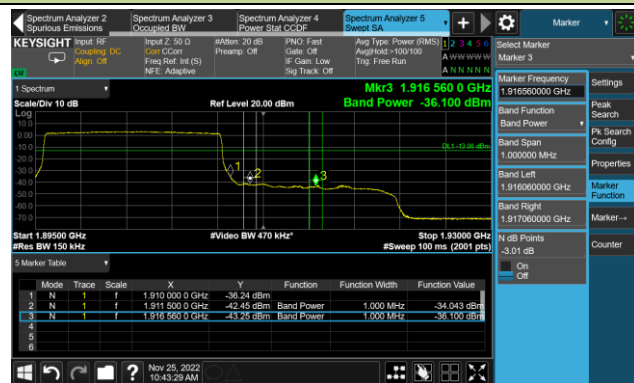 Spectrum Analyzer 2
Spurious Emissions
Spectrum Analyzer 3
Occupied BW
Spectrum Analyzer 4
Power Stat CCDF
Spectrum Analyzer 5
Swept SA
Marker
KEYSIGHT
Input: RF
Coupling: DC
Align: Off
Input Z: 50 Ω
Corr CCorr
Freq Ref: Int (S)
NFE: Adaptive
#Atten: 20 dB
Preamp: Off
PNO: Fast
Gate: Off
IF Gain: Low
Sig Track: Off
Avg Type: Power (RMS)
Avg|Hold:>100/100
Trig: Free Run
1 2 3 4 5 6
A W W W W W
A N N N N N
Select Marker
Marker 3
1 Spectrum
Scale/Div 10 dB
Ref Level 20.00 dBm
Mkr3 1.916 560 0 GHz
Band Power -36.100 dBm
Log
10.0
0.00
-10.0
-20.0
-30.0
-40.0
-50.0
-60.0
-70.0
DL1 -13.00 dBm
1
2
3
Start 1.89500 GHz
#Res BW 150 kHz
#Video BW 470 kHz*
Stop 1.93000 GHz
#Sweep 100 ms (2001 pts)
5 Marker Table
Mode Trace Scale X Y Function Function Width Function Value
1 N 1 f 1.910 000 0 GHz -36.24 dBm
2 N 1 f 1.911 500 0 GHz -42.45 dBm Band Power 1.000 MHz -34.043 dBm
3 N 1 f 1.916 560 0 GHz -43.25 dBm Band Power 1.000 MHz -36.100 dBm
4
5
6
Marker Frequency
1.916560000 GHz
Band Function
Band Power
Band Span
1.000000 MHz
Band Left
1.916060000 GHz
Band Right
1.917060000 GHz
N dB Points
-3.01 dB
On
Off
Settings
Peak
Search
Pk Search
Config
Properties
Marker
Function
Marker→
Counter
?
Nov 25, 2022
10:43:29 AM